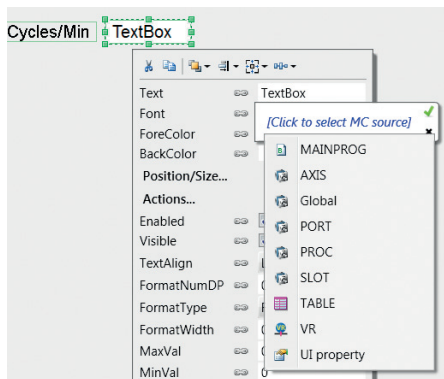 Cycles/Min TextBox
Text TextBox
Font
[Click to select MC source]
ForeColor
BackColor
MAINPROG
Position/Size...
AXIS
Actions...
Global
Enabled
PORT
Visible
PROC
TextAlign
SLOT
FormatNumDP
TABLE
FormatType
VR
FormatWidth
UI property
MaxVal
MinVal 0